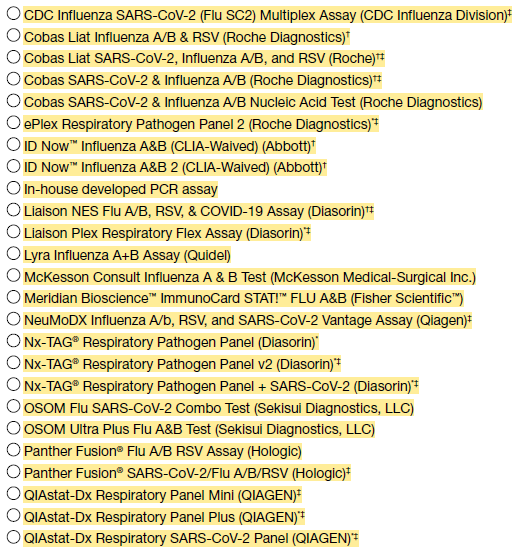 CDC Influenza SARS-CoV-2 (Flu SC2) Multiplex Assay (CDC Influenza Division)‡
Cobas Liat Influenza A/B & RSV (Roche Diagnostics)†
Cobas Liat SARS-CoV-2, Influenza A/B, and RSV (Roche)†‡
Cobas SARS-CoV-2 & Influenza A/B (Roche Diagnostics)†‡
Cobas SARS-CoV-2 & Influenza A/B Nucleic Acid Test (Roche Diagnostics)
ePlex Respiratory Pathogen Panel 2 (Roche Diagnostics)*‡
ID Now™ Influenza A&B (CLIA-Waived) (Abbott)†
ID Now™ Influenza A&B 2 (CLIA-Waived) (Abbott)†
In-house developed PCR assay
Liaison NES Flu A/B, RSV, & COVID-19 Assay (Diasorin)†‡
Liaison Plex Respiratory Flex Assay (Diasorin)*‡
Lyra Influenza A+B Assay (Quidel)
McKesson Consult Influenza A & B Test (McKesson Medical-Surgical Inc.)
Meridian Bioscience™ ImmunoCard STAT!™ FLU A&B (Fisher Scientific™)
NeuMoDX Influenza A/b, RSV, and SARS-CoV-2 Vantage Assay (Qiagen)‡
Nx-TAG® Respiratory Pathogen Panel (Diasorin)*
Nx-TAG® Respiratory Pathogen Panel v2 (Diasorin)*‡
Nx-TAG® Respiratory Pathogen Panel + SARS-CoV-2 (Diasorin)*‡
OSOM Flu SARS-CoV-2 Combo Test (Sekisui Diagnostics, LLC)
OSOM Ultra Plus Flu A&B Test (Sekisui Diagnostics, LLC)
Panther Fusion® Flu A/B RSV Assay (Hologic)
Panther Fusion® SARS-CoV-2/Flu A/B/RSV (Hologic)‡
QIAstat-Dx Respiratory Panel Mini (QIAGEN)‡
QIAstat-Dx Respiratory Panel Plus (QIAGEN)*‡
QIAstat-Dx Respiratory SARS-CoV-2 Panel (QIAGEN)*‡